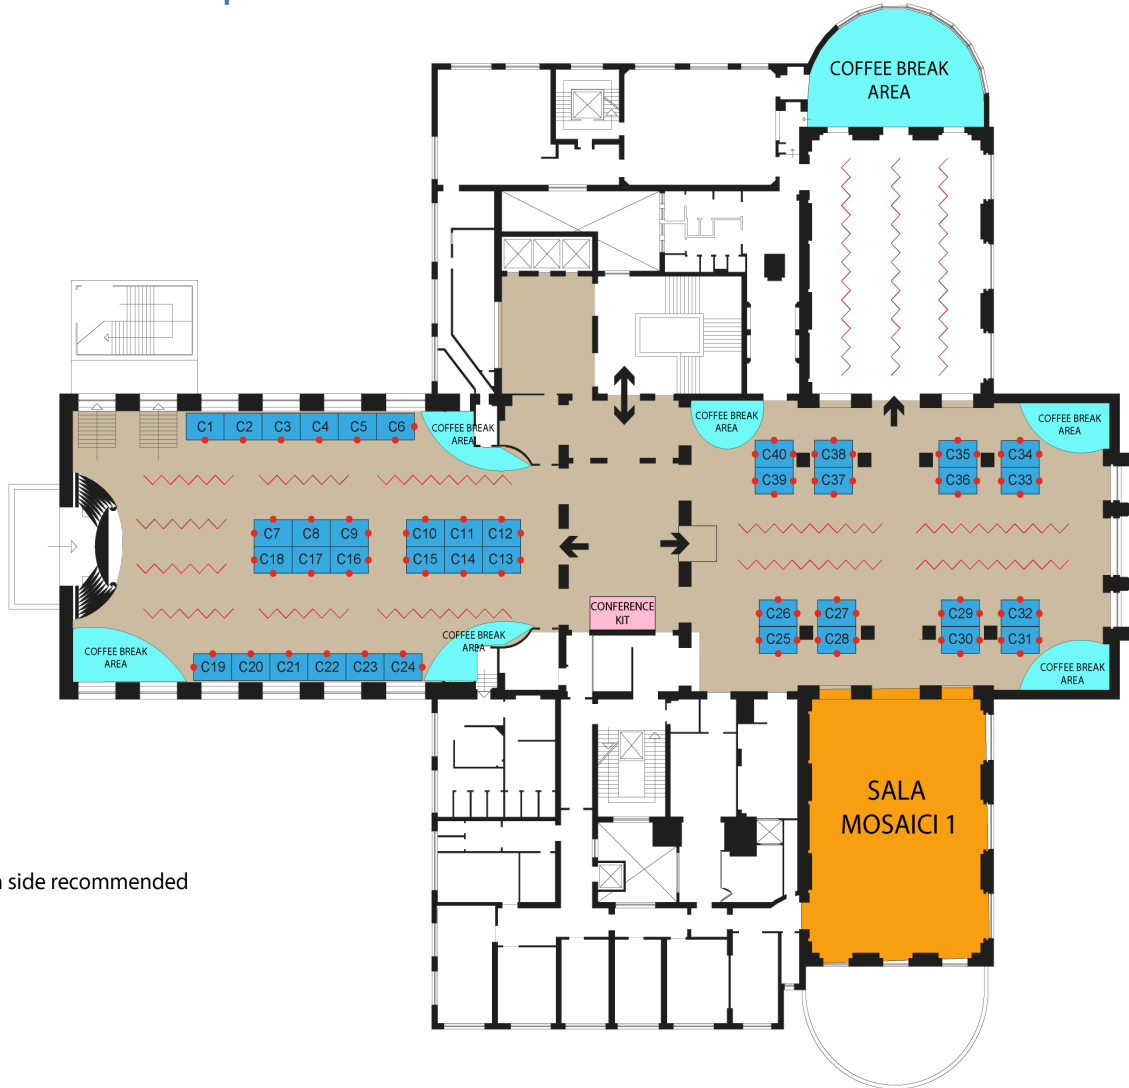 COFFEE BREAK
AREA
C1 C2 C3 C4 C5 C6
COFFEE BREAK
AREA
COFFEE BREAK
AREA
COFFEE BREAK
AREA
C40 C38 C35 C34
C39 C37 C36 C33
C7 C8 C9 C10 C11 C12
C18 C17 C16 C15 C14 C13
CONFERENCE
KIT
C26 C27 C29 C32
C25 C28 C30 C31
COFFEE BREAK
AREA
COFFEE BREAK
AREA
C19 C20 C21 C22 C23 C24
COFFEE BREAK
AREA
SALA
MOSAICI 1
side recommended